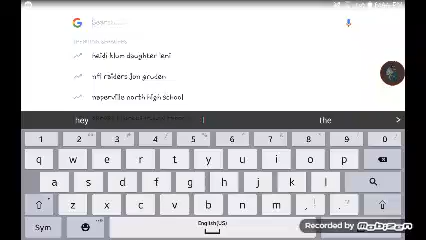 heidi klum daughter leni
nfl raiders jon gruden
naperville north high school
hey I the >
1 2 3 4 5 6 7 8 9 0
q w e r t y u i o p
a s d f g h j k l
z x c v b n m , .
Sym English(US)
Recorded by Mobizen